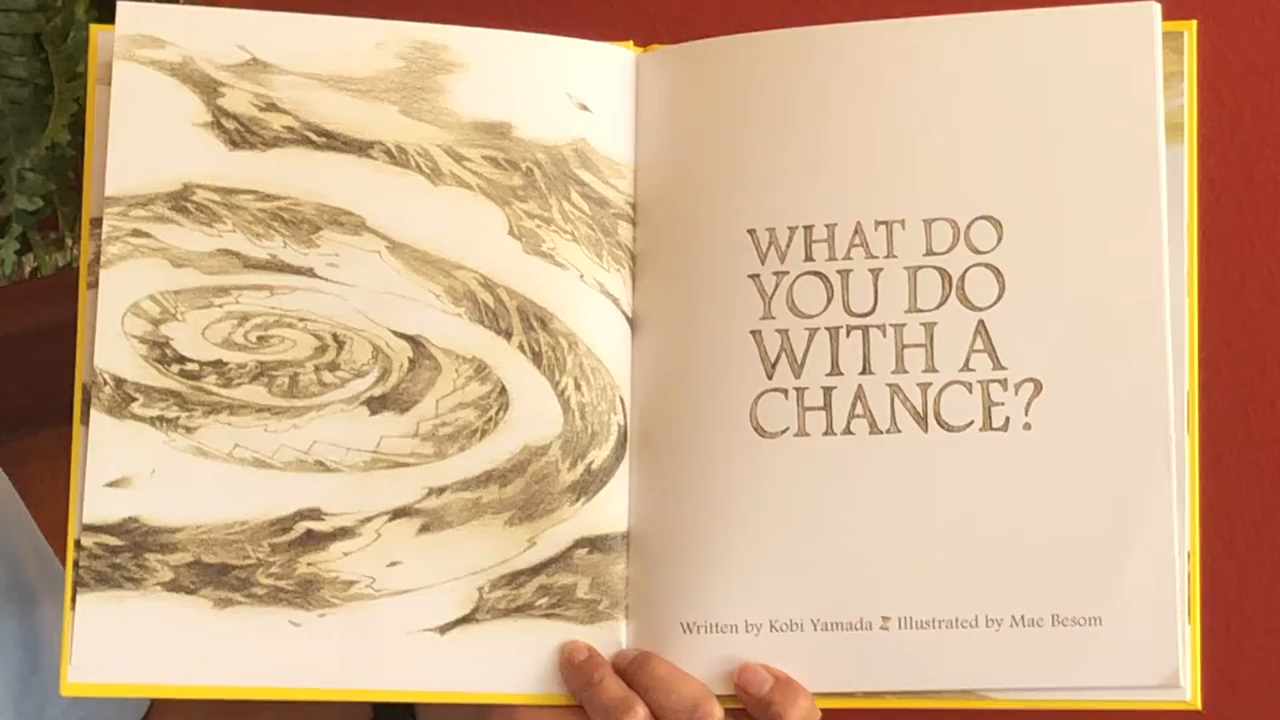 WHAT DO
YOU DO
WITH A
CHANCE?
Written by Kobi Yamada Illustrated by Mae Besom